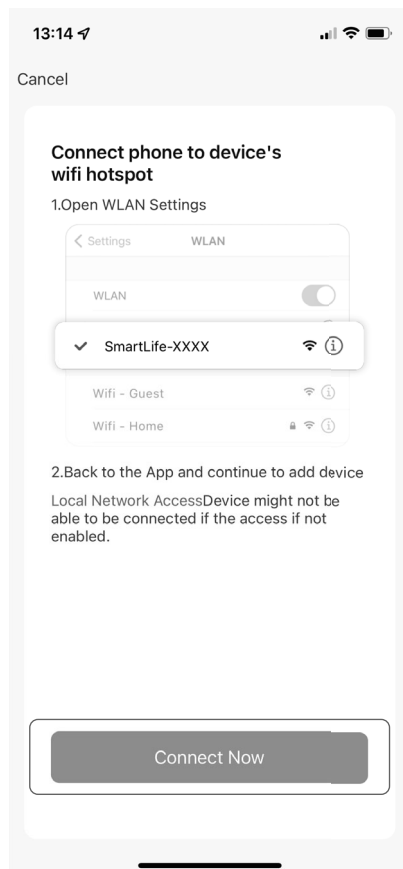 13:14
Cancel
Connect phone to device's
wifi hotspot
1.Open WLAN Settings
Settings WLAN
WLAN
SmartLife-XXXX
Wifi - Guest
Wifi - Home
2.Back to the App and continue to add device
Local Network AccessDevice might not be
able to be connected if the access if not
enabled.
Connect Now